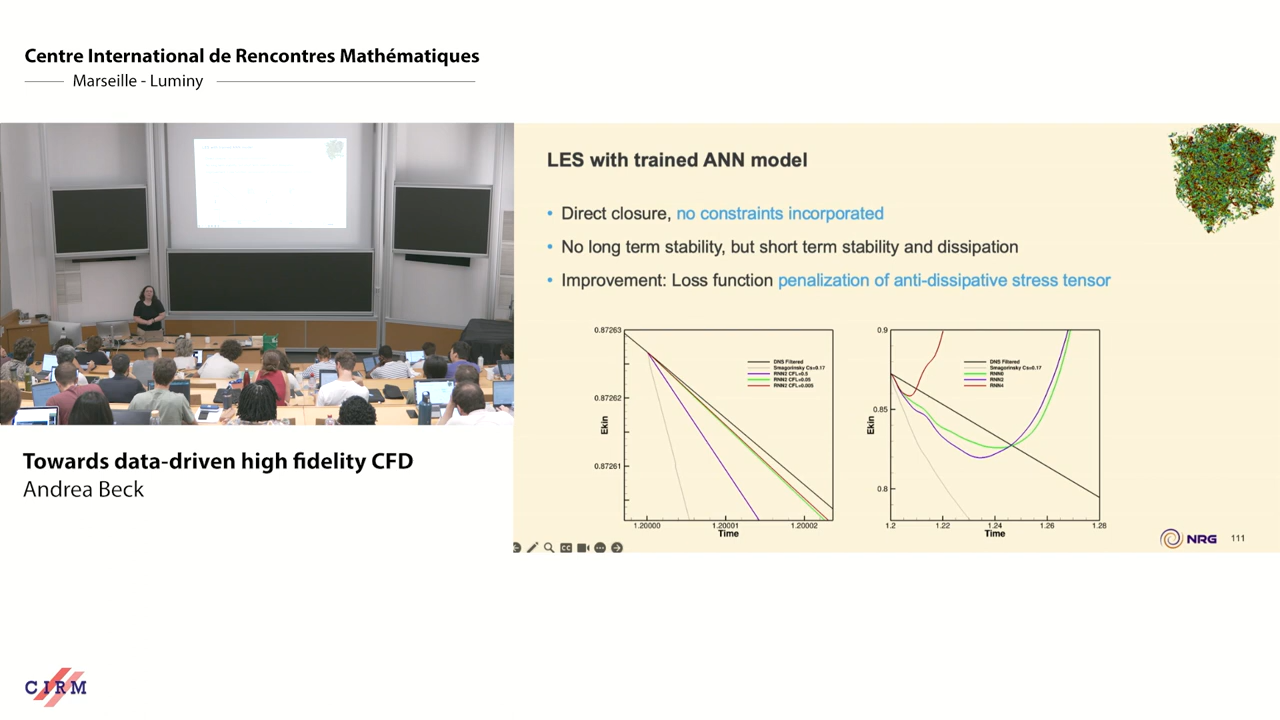 Centre International de Rencontres Mathématiques
Marseille - Luminy
LES with trained ANN model
• Direct closure, no constraints incorporated
• No long term stability, but short term stability and dissipation
• Improvement: Loss function penalization of anti-dissipative stress tensor
0.87263
0.87262
0.87261
Ekin
DNS Filtered
Smagorinsky Cs=0.17
RNN2 CFL=0.5
RNN2 CFL=0.05
RNN2 CFL=0.005
1.20000
1.20001
1.20002
Time
0.9
0.85
0.8
Ekin
DNS Filtered
Smagorinsky Cs=0.17
RNN0
RNN2
RNN4
1.2
1.22
1.24
1.26
1.28
Time
CC
NRG
111
Towards data-driven high fidelity CFD
Andrea Beck
CIRM